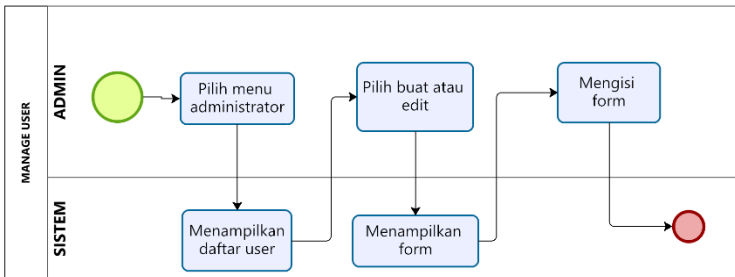 MANAGE USER
ADMIN
Pilih menu
administrator
Pilih buat atau
edit
Mengisi
form
SISTEM
Menampilkan
daftar user
Menampilkan
form